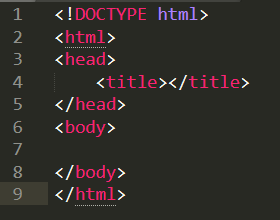 1 <!DOCTYPE html>
2 <html>
3 <head>
4     <title></title>
5 </head>
6 <body>
7
8 </body>
9 </html>